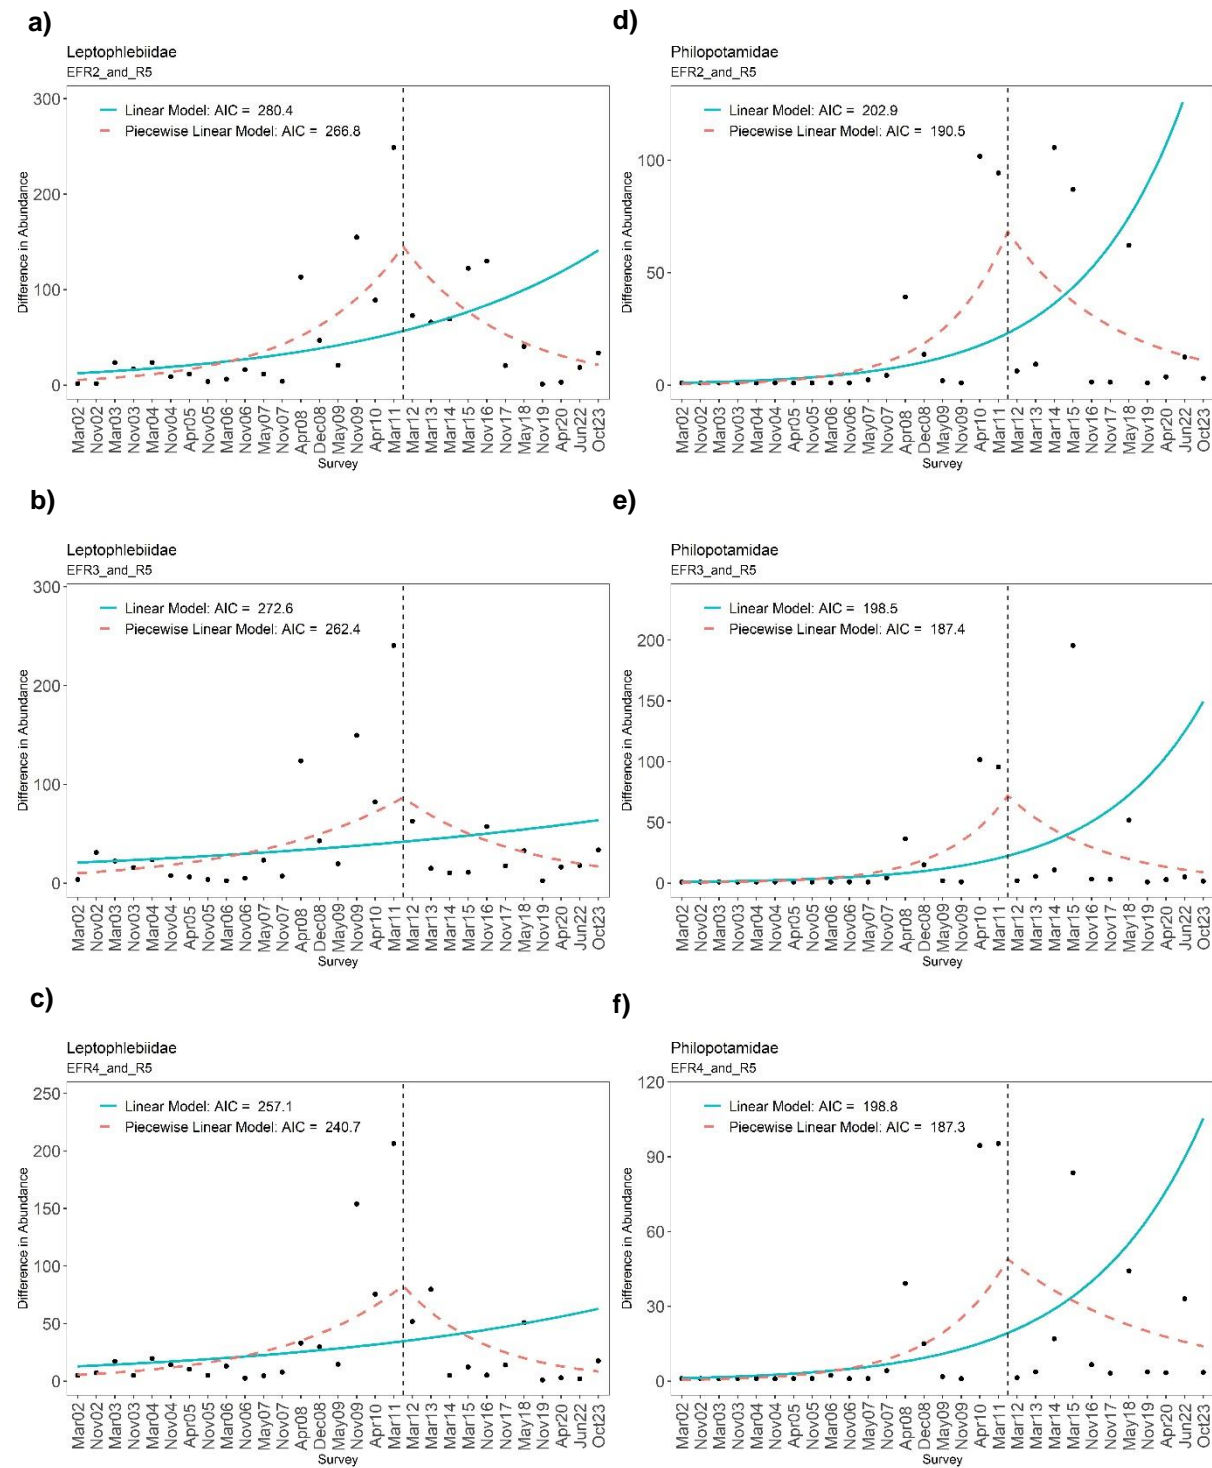 a)
Leptophlebiidae
EFR2_and_R5
Linear Model: AIC = 280.4
Piecewise Linear Model: AIC = 266.8
300
200
100
0
Difference in Abundance
Mar02 Nov02 Mar03 Nov03 Mar04 Nov04 Apr05 Nov05 Mar06 Nov06 May07 Nov07 Apr08 Dec08 May09 Nov09 Apr10 Mar11 Mar12 Mar13 Mar14 Mar15 Nov16 Nov17 May18 Nov19 Apr20 Jun22 Oct23
Survey
d)
Philopotamidae
EFR2_and_R5
Linear Model: AIC = 202.9
Piecewise Linear Model: AIC = 190.5
100
50
0
Difference in Abundance
Mar02 Nov02 Mar03 Nov03 Mar04 Nov04 Apr05 Nov05 Mar06 Nov06 May07 Nov07 Apr08 Dec08 May09 Nov09 Apr10 Mar11 Mar12 Mar13 Mar14 Mar15 Nov16 Nov17 May18 Nov19 Apr20 Jun22 Oct23
Survey
b)
Leptophlebiidae
EFR3_and_R5
Linear Model: AIC = 272.6
Piecewise Linear Model: AIC = 262.4
300
200
100
0
Difference in Abundance
Mar02 Nov02 Mar03 Nov03 Mar04 Nov04 Apr05 Nov05 Mar06 Nov06 May07 Nov07 Apr08 Dec08 May09 Nov09 Apr10 Mar11 Mar12 Mar13 Mar14 Mar15 Nov16 Nov17 May18 Nov19 Apr20 Jun22 Oct23
Survey
e)
Philopotamidae
EFR3_and_R5
Linear Model: AIC = 198.5
Piecewise Linear Model: AIC = 187.4
200
150
100
50
0
Difference in Abundance
Mar02 Nov02 Mar03 Nov03 Mar04 Nov04 Apr05 Nov05 Mar06 Nov06 May07 Nov07 Apr08 Dec08 May09 Nov09 Apr10 Mar11 Mar12 Mar13 Mar14 Mar15 Nov16 Nov17 May18 Nov19 Apr20 Jun22 Oct23
Survey
c)
Leptophlebiidae
EFR4_and_R5
Linear Model: AIC = 257.1
Piecewise Linear Model: AIC = 240.7
250
200
150
100
50
0
Difference in Abundance
Mar02 Nov02 Mar03 Nov03 Mar04 Nov04 Apr05 Nov05 Mar06 Nov06 May07 Nov07 Apr08 Dec08 May09 Nov09 Apr10 Mar11 Mar12 Mar13 Mar14 Mar15 Nov16 Nov17 May18 Nov19 Apr20 Jun22 Oct23
Survey
f)
Philopotamidae
EFR4_and_R5
Linear Model: AIC = 198.8
Piecewise Linear Model: AIC = 187.3
120
90
60
30
0
Difference in Abundance
Mar02 Nov02 Mar03 Nov03 Mar04 Nov04 Apr05 Nov05 Mar06 Nov06 May07 Nov07 Apr08 Dec08 May09 Nov09 Apr10 Mar11 Mar12 Mar13 Mar14 Mar15 Nov16 Nov17 May18 Nov19 Apr20 Jun22 Oct23
Survey